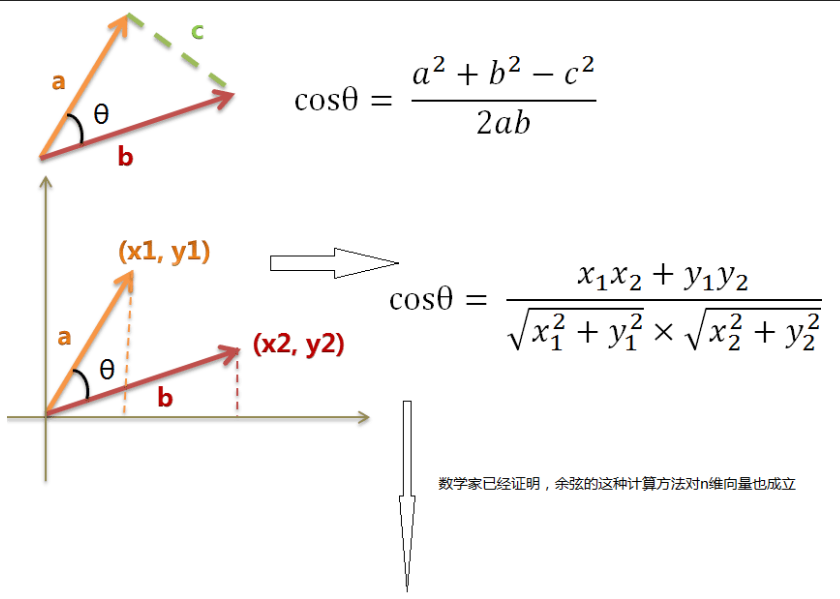 c
a
θ
b
cosθ = (a² + b² − c²) / 2ab
(x1, y1)
cosθ = (x₁x₂ + y₁y₂) / (√(x₁² + y₁²) × √(x₂² + y₂²))
a
(x2, y2)
θ
b
数学家已经证明，余弦的这种计算方法对n维向量也成立